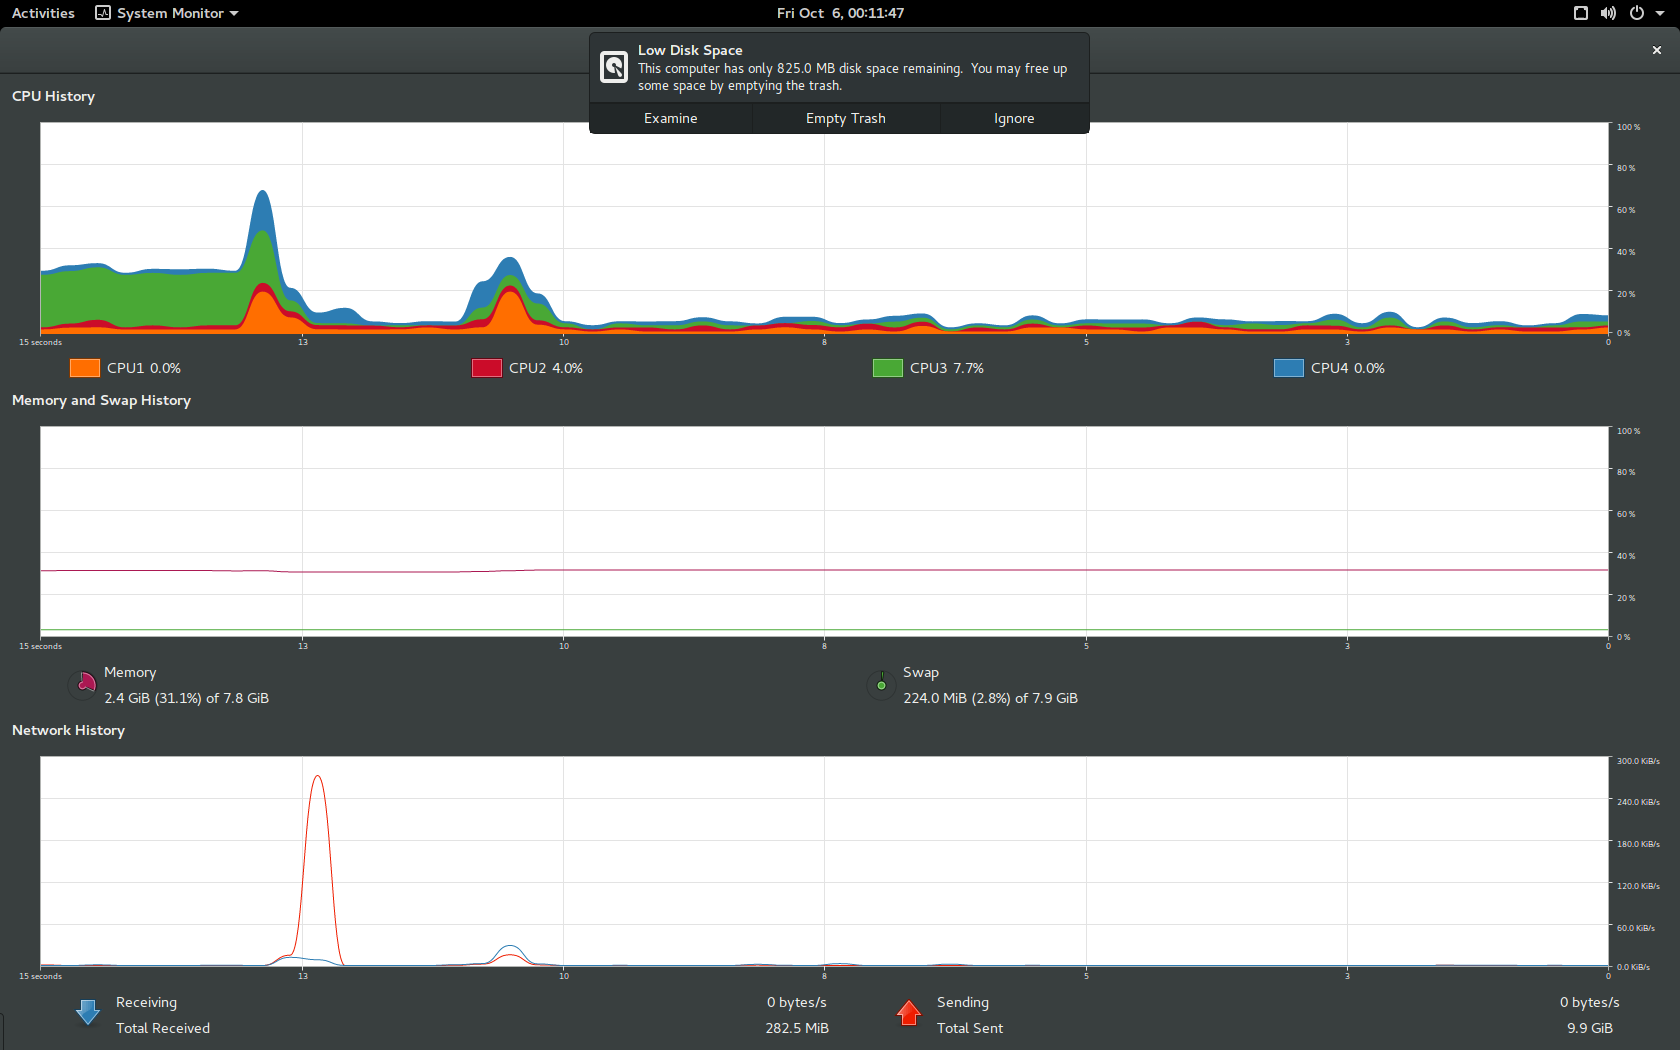 Activities System Monitor Fri Oct 6, 00:11:47
Low Disk Space
This computer has only 825.0 MB disk space remaining. You may free up
some space by emptying the trash.
Examine Empty Trash Ignore
CPU History
100 %
80 %
60 %
40 %
20 %
0 %
15 seconds 13 10 8 5 3 0
CPU1 0.0% CPU2 4.0% CPU3 7.7% CPU4 0.0%
Memory and Swap History
100 %
80 %
60 %
40 %
20 %
0 %
15 seconds 13 10 8 5 3 0
Memory Swap
2.4 GiB (31.1%) of 7.8 GiB 224.0 MiB (2.8%) of 7.9 GiB
Network History
300.0 KiB/s
240.0 KiB/s
180.0 KiB/s
120.0 KiB/s
60.0 KiB/s
0.0 KiB/s
15 seconds 13 10 8 5 3 0
Receiving 0 bytes/s Sending 0 bytes/s
Total Received 282.5 MiB Total Sent 9.9 GiB